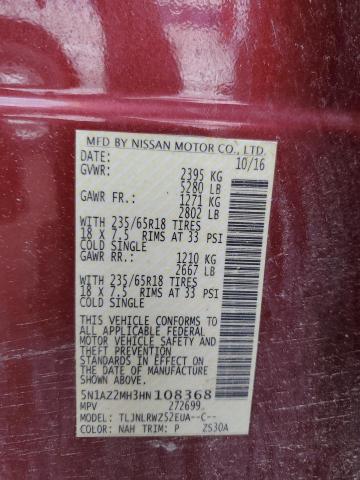 MFD BY NISSAN MOTOR CO., LTD.
DATE: 10/16
GVWR: 2395 KG
5280 LB
GAWR FR.: 1271 KG
2802 LB
WITH 235/65R18 TIRES
18 X 7.5 RIMS AT 33 PSI
COLD SINGLE
GAWR RR.: 1210 KG
2667 LB
WITH 235/65R18 TIRES
18 X 7.5 RIMS AT 33 PSI
COLD SINGLE
THIS VEHICLE CONFORMS
TO ALL APPLICABLE FEDERAL
MOTOR VEHICLE SAFETY
AND THEFT PREVENTION
STANDARDS IN EFFECT ON
THE DATE OF MANUFACTURE
SHOWN ABOVE.
5N1AZ2MH3HN108368
MPV 272699
MODEL: TLJNLRWZ52EUA--C--
COLOR: NAH TRIM: P ZS30A